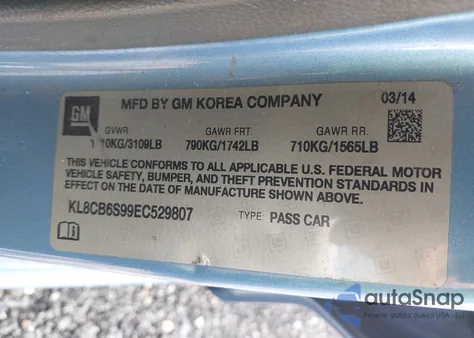 GM
MFD BY GM KOREA COMPANY 03/14
GVWR GAWR FRT. GAWR RR.
10KG/3109LB 790KG/1742LB 710KG/1565LB
THIS VEHICLE CONFORMS TO ALL APPLICABLE U.S. FEDERAL MOTOR
VEHICLE SAFETY, BUMPER, AND THEFT PREVENTION STANDARDS IN
EFFECT ON THE DATE OF MANUFACTURE SHOWN ABOVE.
KL8CB6S99EC529807 TYPE: PASS CAR
autoSnap